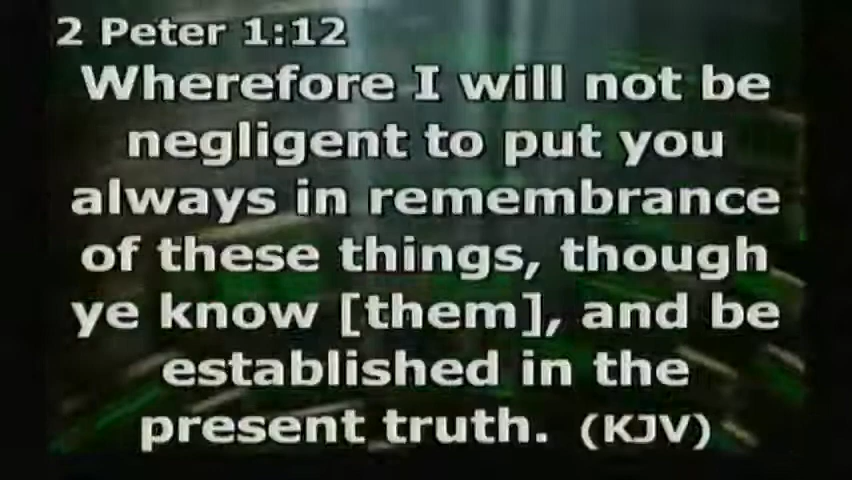 2 Peter 1:12
Wherefore I will not be
negligent to put you
always in remembrance
of these things, though
ye know [them], and be
established in the
present truth. (KJV)